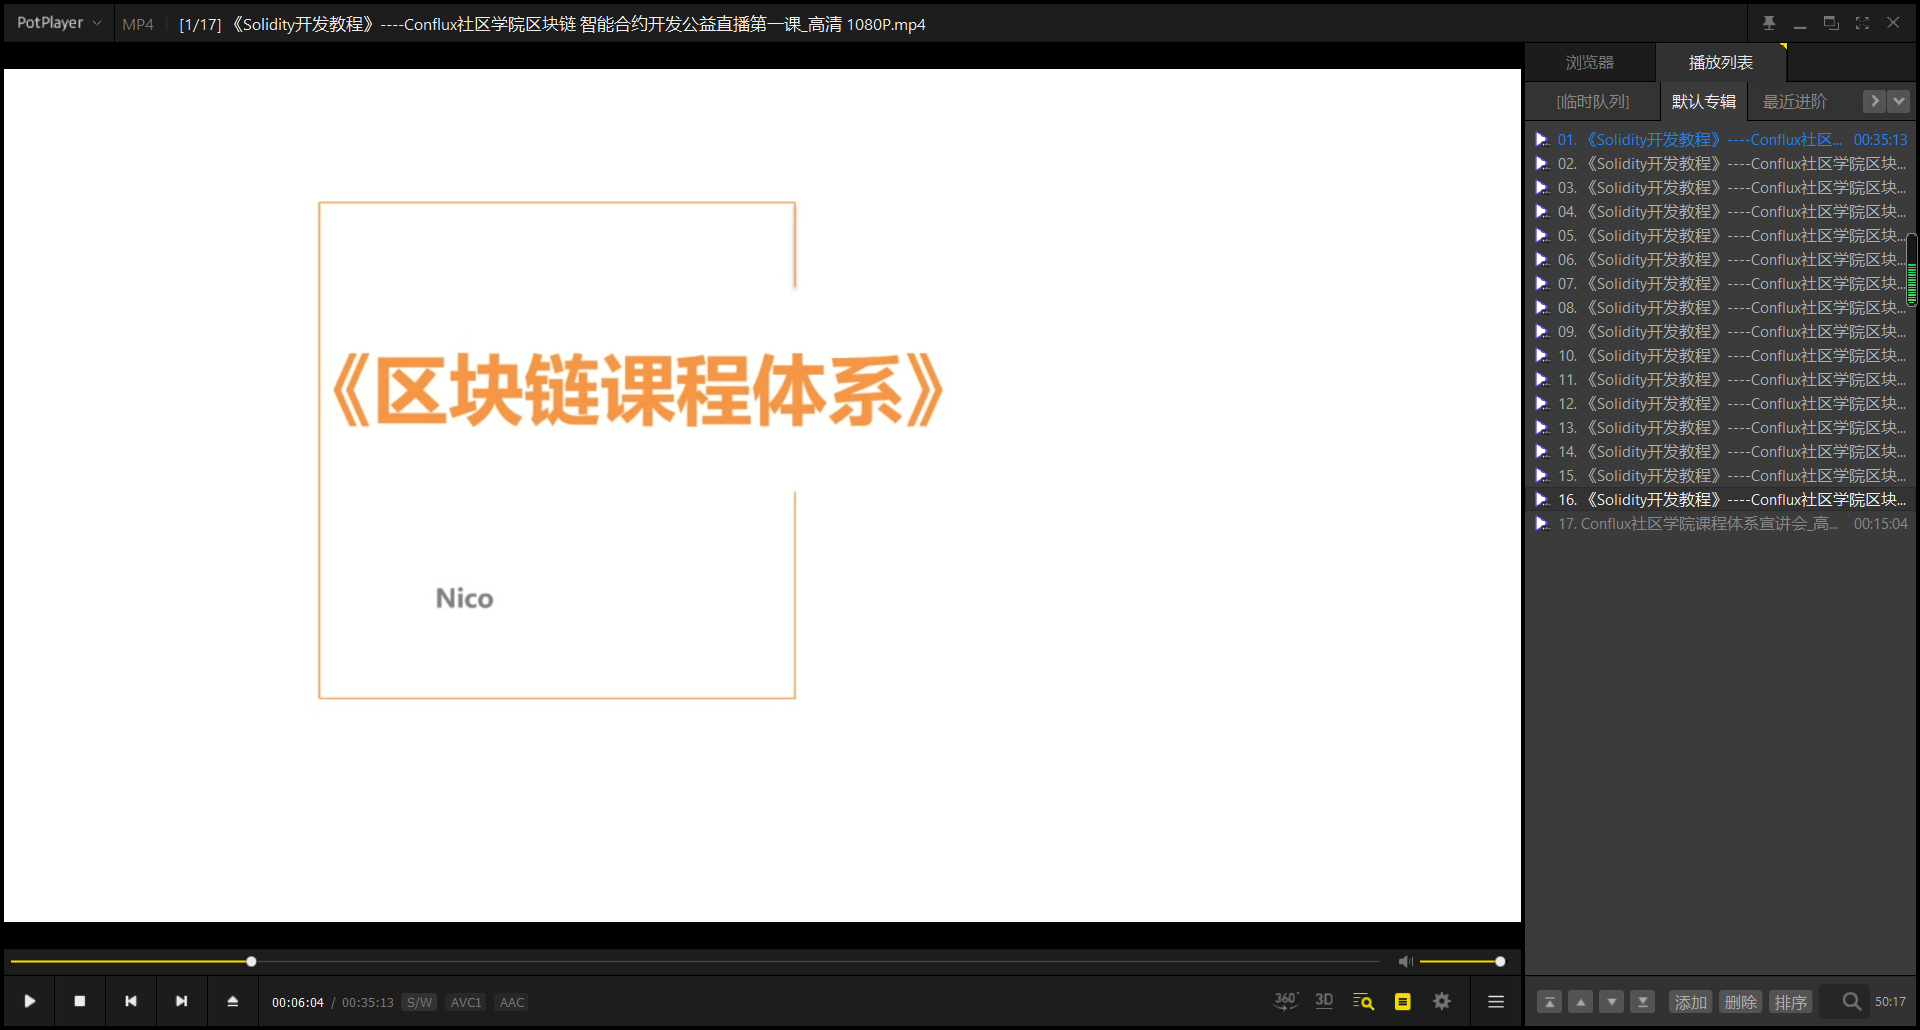 PotPlayer
MP4
[1/17] 《Solidity开发教程》----Conflux社区学院区块链 智能合约开发公益直播第一课_高清 1080P.mp4
《区块链课程体系》
Nico
浏览器
播放列表
[临时队列]
默认专辑
最近进阶
01. 《Solidity开发教程》----Conflux社区... 00:35:13
02. 《Solidity开发教程》----Conflux社区学院区块...
03. 《Solidity开发教程》----Conflux社区学院区块...
04. 《Solidity开发教程》----Conflux社区学院区块...
05. 《Solidity开发教程》----Conflux社区学院区块...
06. 《Solidity开发教程》----Conflux社区学院区块...
07. 《Solidity开发教程》----Conflux社区学院区块...
08. 《Solidity开发教程》----Conflux社区学院区块...
09. 《Solidity开发教程》----Conflux社区学院区块...
10. 《Solidity开发教程》----Conflux社区学院区块...
11. 《Solidity开发教程》----Conflux社区学院区块...
12. 《Solidity开发教程》----Conflux社区学院区块...
13. 《Solidity开发教程》----Conflux社区学院区块...
14. 《Solidity开发教程》----Conflux社区学院区块...
15. 《Solidity开发教程》----Conflux社区学院区块...
16. 《Solidity开发教程》----Conflux社区学院区块...
17. Conflux社区学院课程体系宣讲会_高... 00:15:04
00:06:04 / 00:35:13 S/W AVC1 AAC
360° 3D
添加 删除 排序 50:17